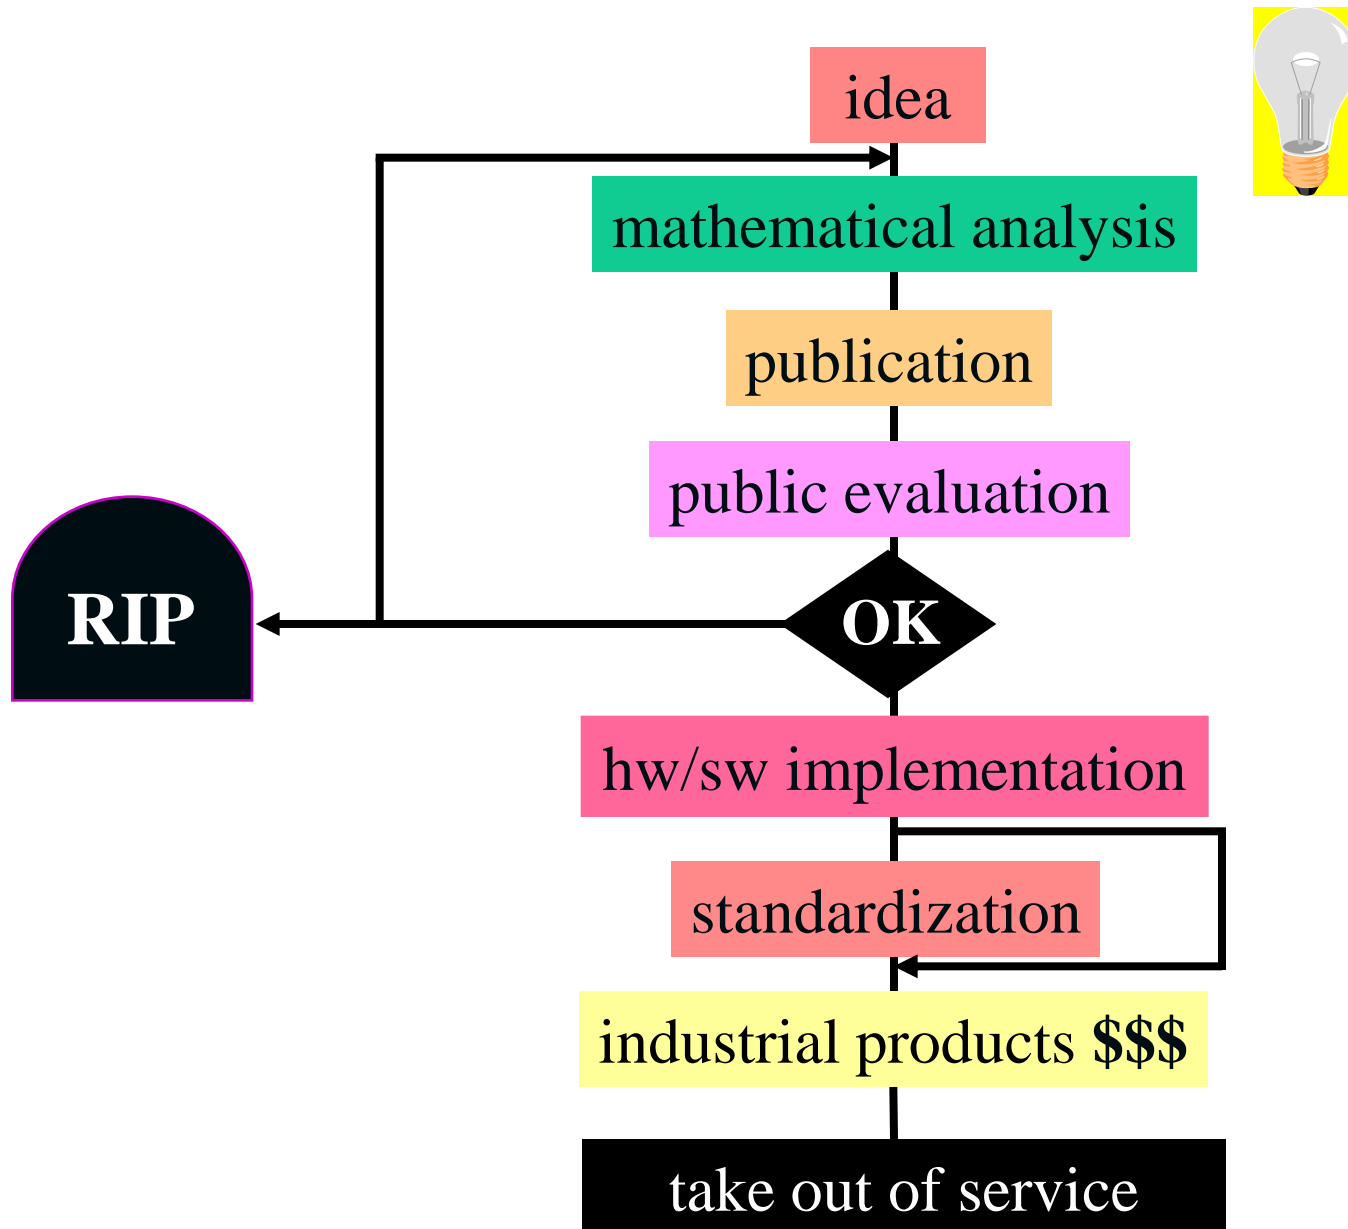 idea
mathematical analysis
publication
public evaluation
RIP
OK
hw/sw implementation
standardization
industrial products $$$
take out of service